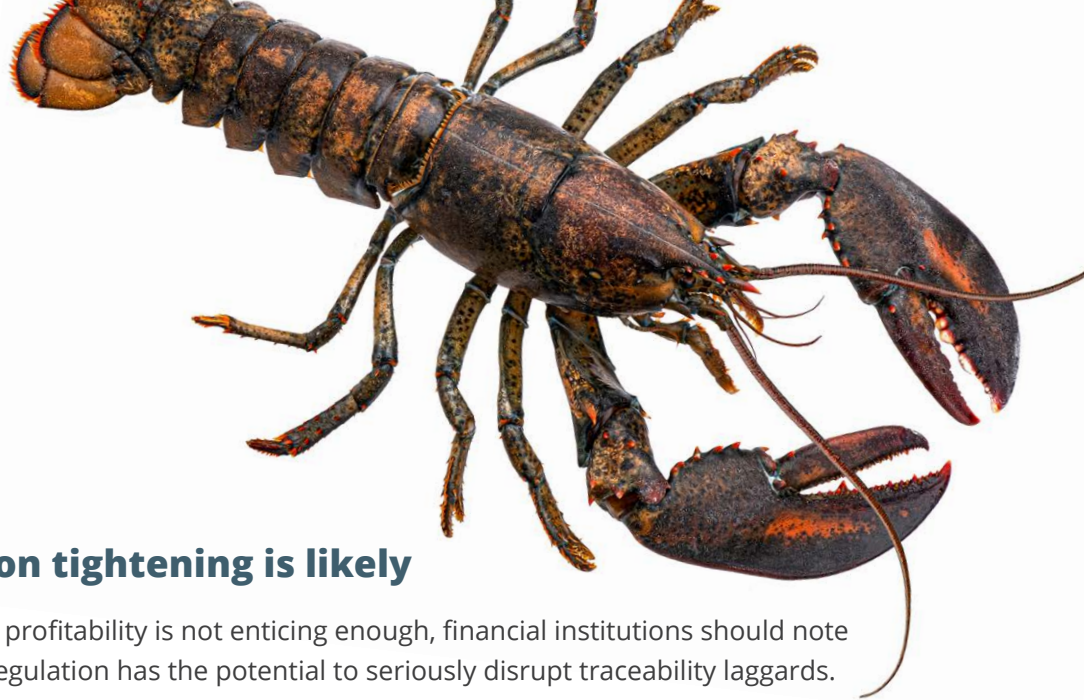 on tightening is likely
profitability is not enticing enough, financial institutions should note
egulation has the potential to seriously disrupt traceability laggards.